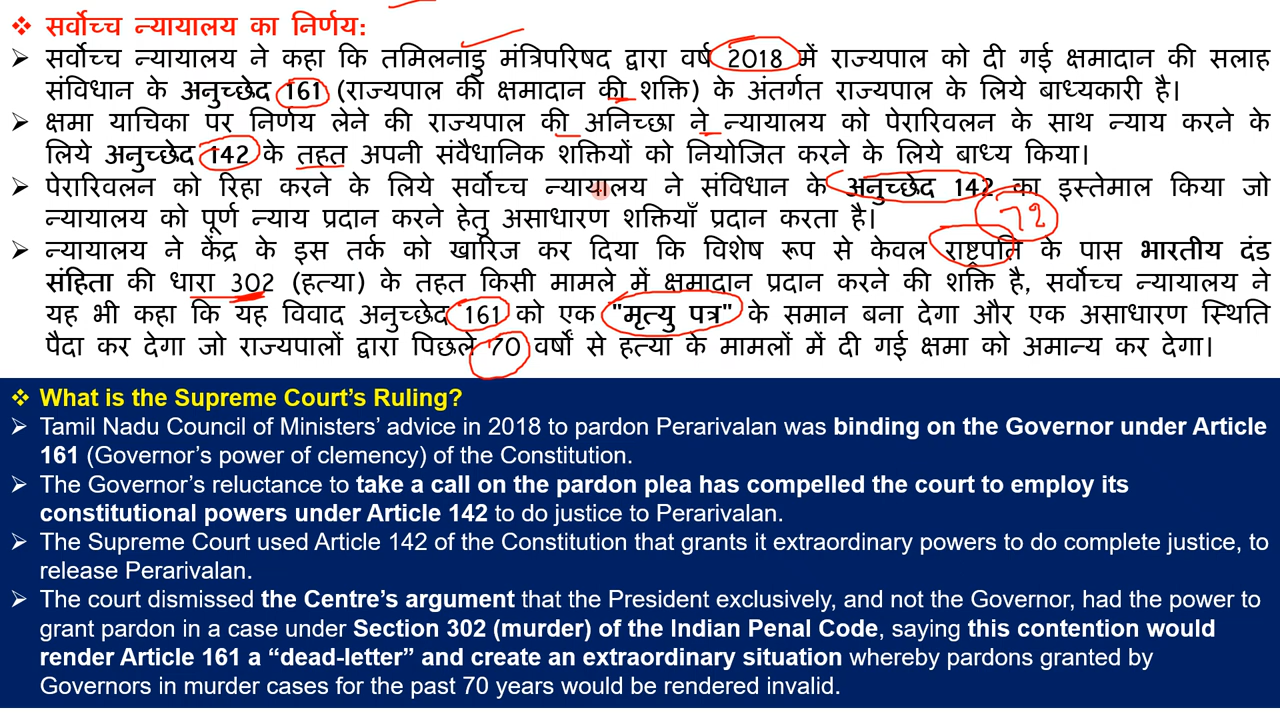 ❖ सर्वोच्च न्यायालय का निर्णय:
➤ सर्वोच्च न्यायालय ने कहा कि तमिलनाडु मंत्रिपरिषद द्वारा वर्ष 2018 में राज्यपाल को दी गई क्षमादान की सलाह
संविधान के अनुच्छेद 161 (राज्यपाल की क्षमादान की शक्ति) के अंतर्गत राज्यपाल के लिये बाध्यकारी है।
➤ क्षमा याचिका पर निर्णय लेने की राज्यपाल की अनिच्छा ने न्यायालय को पेरारिवलन के साथ न्याय करने के
लिये अनुच्छेद 142 के तहत अपनी संवैधानिक शक्तियों को नियोजित करने के लिये बाध्य किया।
➤ पेरारिवलन को रिहा करने के लिये सर्वोच्च न्यायालय ने संविधान के अनुच्छेद 142 का इस्तेमाल किया जो
न्यायालय को पूर्ण न्याय प्रदान करने हेतु असाधारण शक्तियाँ प्रदान करता है।
72
➤ न्यायालय ने केंद्र के इस तर्क को खारिज कर दिया कि विशेष रूप से केवल राष्ट्रपति के पास भारतीय दंड
संहिता की धारा 302 (हत्या) के तहत किसी मामले में क्षमादान प्रदान करने की शक्ति है, सर्वोच्च न्यायालय ने
यह भी कहा कि यह विवाद अनुच्छेद 161 को एक "मृत्यु पत्र" के समान बना देगा और एक असाधारण स्थिति
पैदा कर देगा जो राज्यपालों द्वारा पिछले 70 वर्षों से हत्या के मामलों में दी गई क्षमा को अमान्य कर देगा।
❖ What is the Supreme Court's Ruling?
➤ Tamil Nadu Council of Ministers' advice in 2018 to pardon Perarivalan was binding on the Governor under Article
161 (Governor's power of clemency) of the Constitution.
➤ The Governor's reluctance to take a call on the pardon plea has compelled the court to employ its
constitutional powers under Article 142 to do justice to Perarivalan.
➤ The Supreme Court used Article 142 of the Constitution that grants it extraordinary powers to do complete justice, to
release Perarivalan.
➤ The court dismissed the Centre's argument that the President exclusively, and not the Governor, had the power to
grant pardon in a case under Section 302 (murder) of the Indian Penal Code, saying this contention would
render Article 161 a “dead-letter” and create an extraordinary situation whereby pardons granted by
Governors in murder cases for the past 70 years would be rendered invalid.